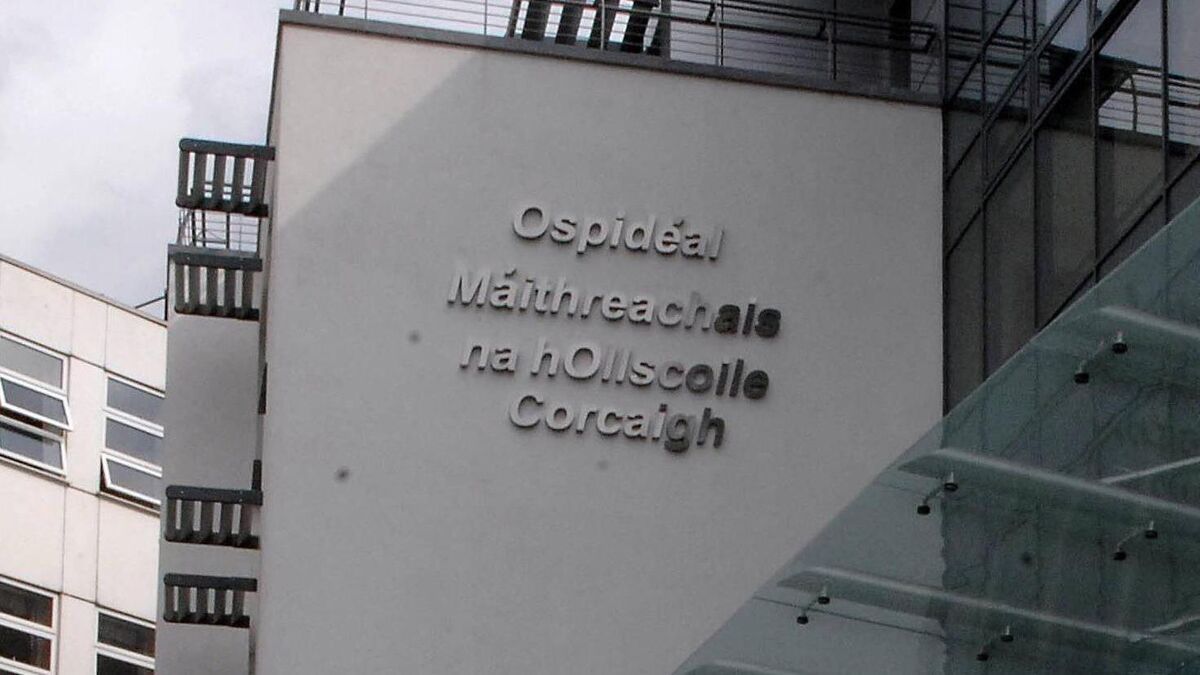 Ospidéal
Máithreachais
na hOllscoile
Corcaigh